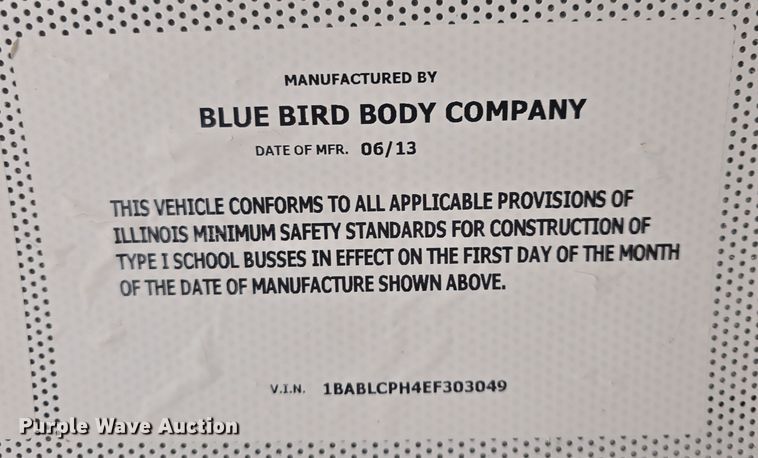 MANUFACTURED BY
BLUE BIRD BODY COMPANY
DATE OF MFR. 06/13
THIS VEHICLE CONFORMS TO ALL APPLICABLE PROVISIONS OF
ILLINOIS MINIMUM SAFETY STANDARDS FOR CONSTRUCTION OF
TYPE I SCHOOL BUSSES IN EFFECT ON THE FIRST DAY OF THE MONTH
OF THE DATE OF MANUFACTURE SHOWN ABOVE.
V.I.N. 1BABLCPH4EF303049
Purple Wave Auction